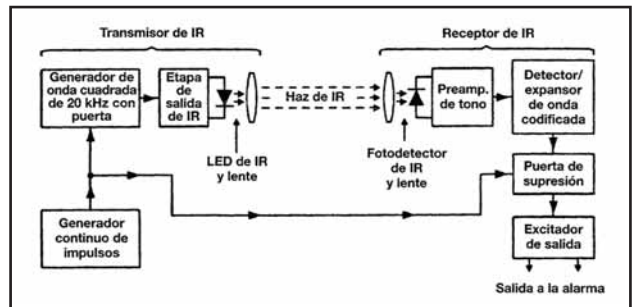 Transmisor de IR
Receptor de IR
Generador de
onda cuadrada
de 20 kHz con
puerta
Etapa
de
salida
de IR
Haz de IR
LED de IR
y lente
Fotodetector
de IR
y lente
Preamp.
de tono
Detector/
expansor
de onda
codificada
Puerta de
supresión
Generador
continuo de
impulsos
Excitador
de salida
Salida a la alarma